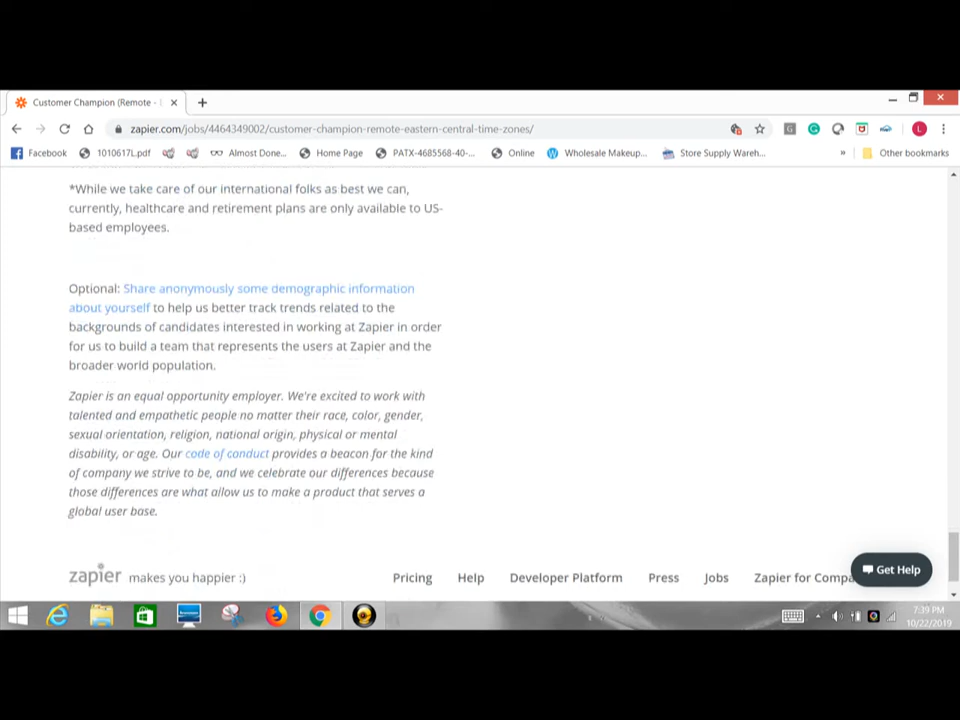 Customer Champion (Remote -
zapier.com/jobs/4464349002/customer-champion-remote-eastern-central-time-zones/
Facebook
1010617L.pdf
Almost Done...
Home Page
PATX-4685568-40-...
Online
Wholesale Makeup...
Store Supply Wareh...
»
Other bookmarks
*While we take care of our international folks as best we can,
currently, healthcare and retirement plans are only available to US-
based employees.
Optional: Share anonymously some demographic information
about yourself to help us better track trends related to the
backgrounds of candidates interested in working at Zapier in order
for us to build a team that represents the users at Zapier and the
broader world population.
Zapier is an equal opportunity employer. We're excited to work with
talented and empathetic people no matter their race, color, gender,
sexual orientation, religion, national origin, physical or mental
disability, or age. Our code of conduct provides a beacon for the kind
of company we strive to be, and we celebrate our differences because
those differences are what allow us to make a product that serves a
global user base.
zapier makes you happier :)
Pricing
Help
Developer Platform
Press
Jobs
Zapier for Compa
Get Help
7:39 PM
10/22/2019